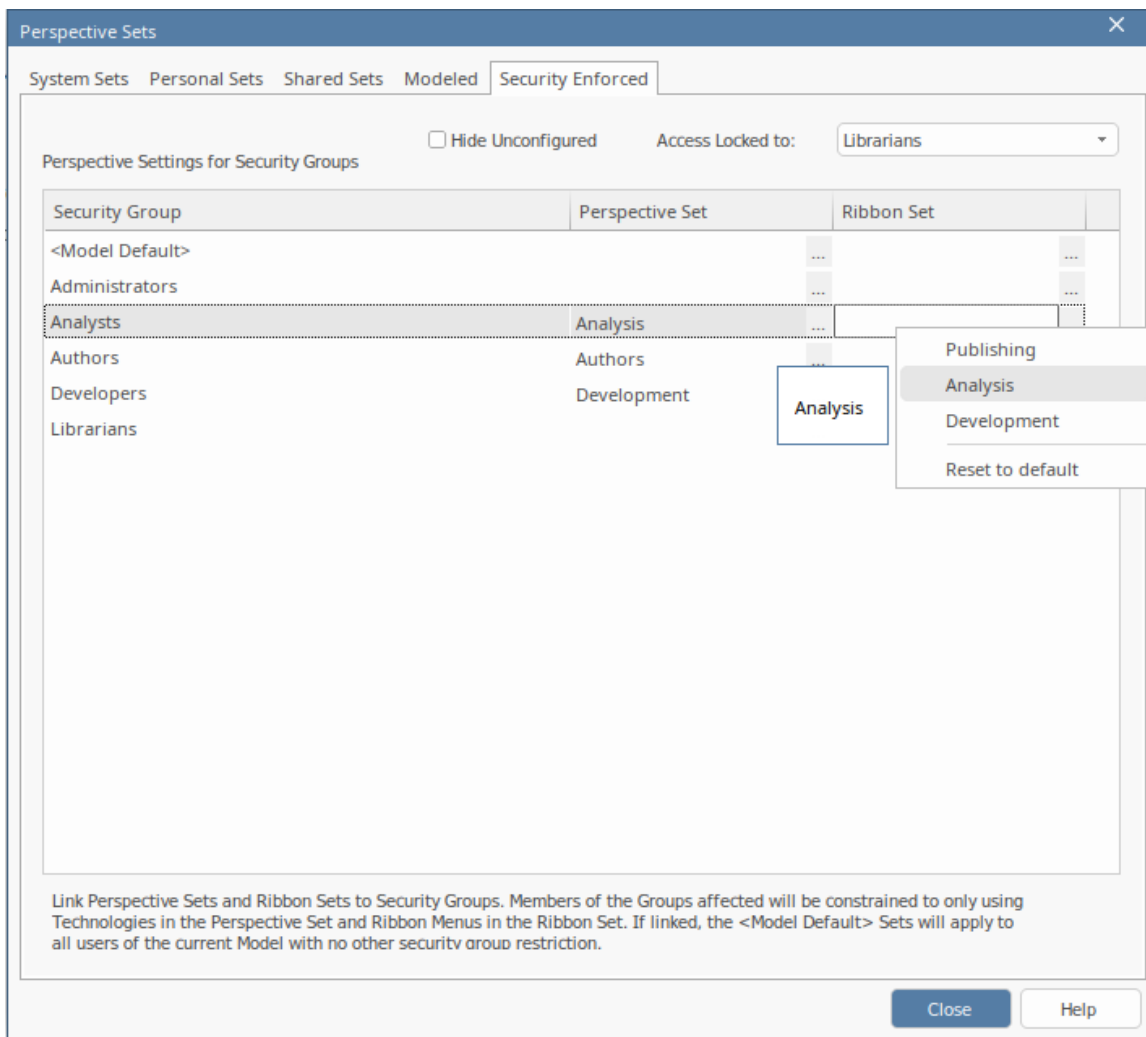 Perspective Sets
System Sets Personal Sets Shared Sets Modeled Security Enforced
Hide Unconfigured Access Locked to: Librarians
Perspective Settings for Security Groups
Security Group Perspective Set Ribbon Set
<Model Default> ... ...
Administrators ... ...
Analysts Analysis ...
Authors Authors ...
Developers Development
Librarians
Analysis
Publishing
Analysis
Development
Reset to default
Link Perspective Sets and Ribbon Sets to Security Groups. Members of the Groups affected will be constrained to only using
Technologies in the Perspective Set and Ribbon Menus in the Ribbon Set. If linked, the <Model Default> Sets will apply to
all users of the current Model with no other security group restriction.
Close Help